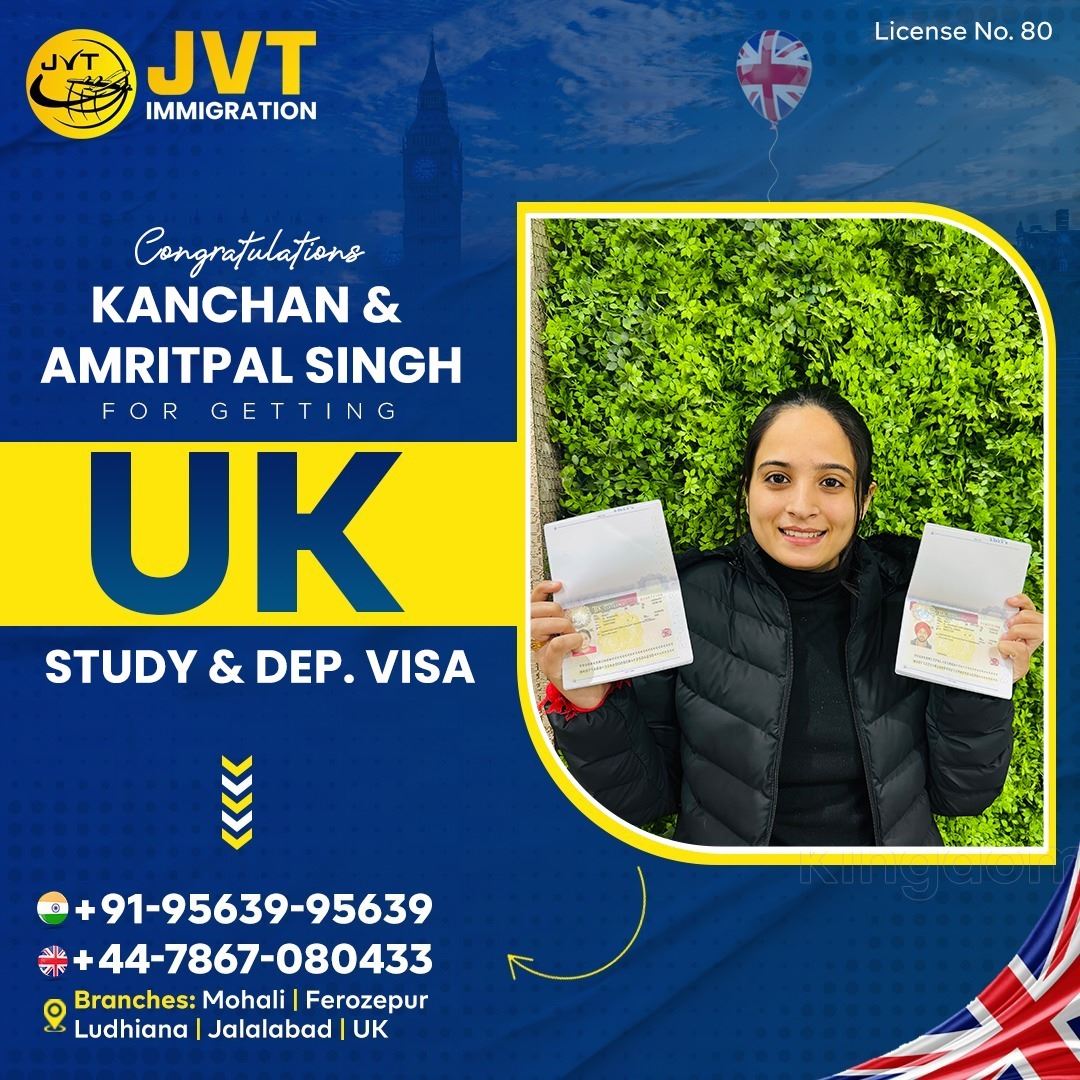 JVT
JVT
IMMIGRATION
License No. 80
Congratulations
KANCHAN &
AMRITPAL SINGH
FOR GETTING
UK
STUDY & DEP. VISA
+91-95639-95639
+44-7867-080433
Branches: Mohali | Ferozepur
Ludhiana | Jalalabad | UK
kingdom